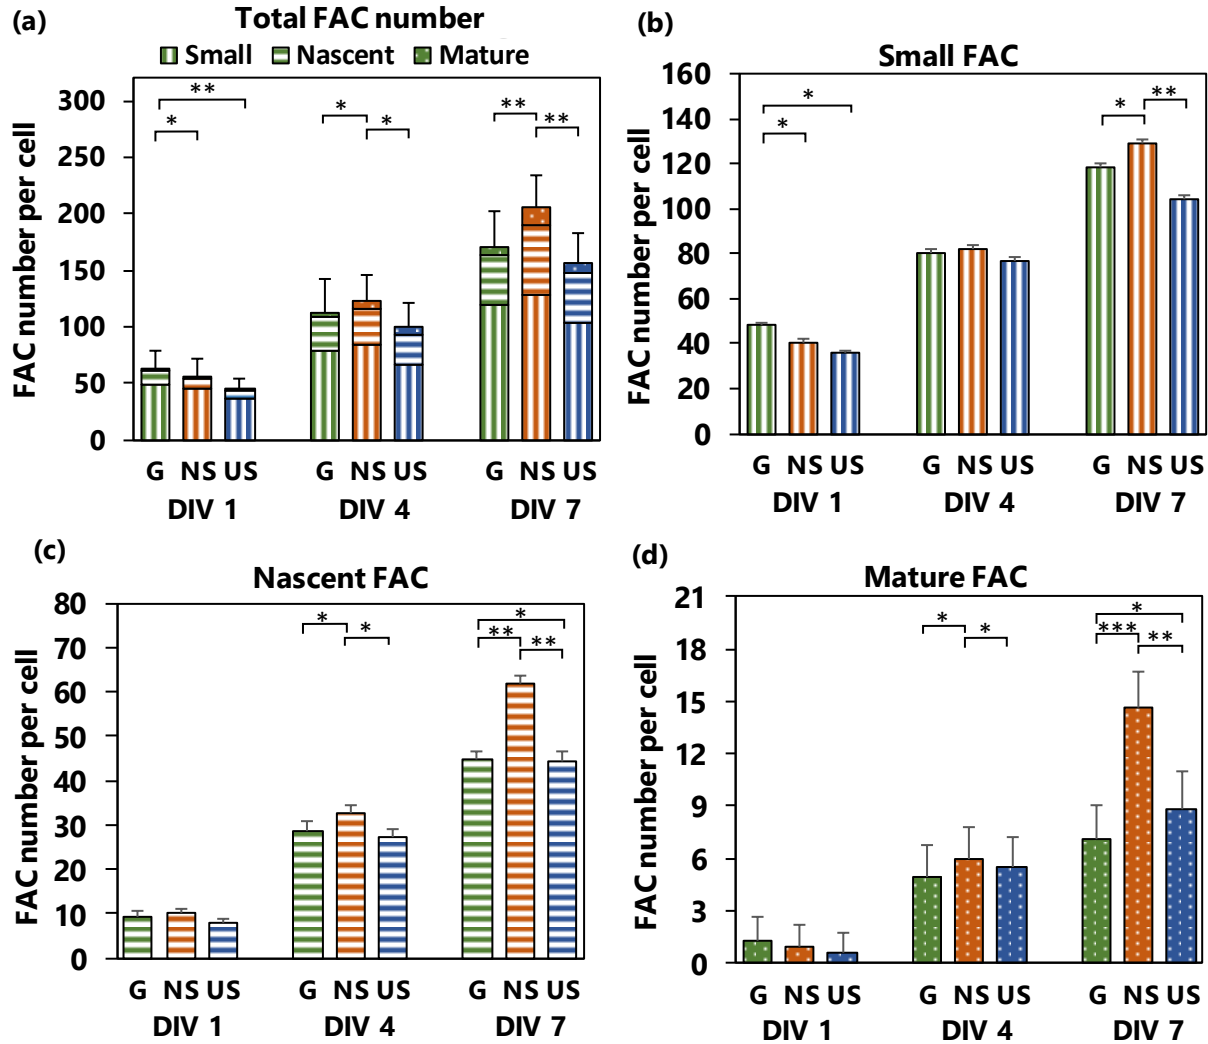 (a)
Total FAC number
Small Nascent Mature
FAC number per cell
300
250
200
150
100
50
0
** * * * ** **
G NS US G NS US G NS US
DIV 1 DIV 4 DIV 7
(b)
Small FAC
FAC number per cell
160
140
120
100
80
60
40
20
0
* * * **
G NS US G NS US G NS US
DIV 1 DIV 4 DIV 7
(c)
Nascent FAC
FAC number per cell
80
70
60
50
40
30
20
10
0
* * * ** **
G NS US G NS US G NS US
DIV 1 DIV 4 DIV 7
(d)
Mature FAC
FAC number per cell
21
18
15
12
9
6
3
0
* * * *** **
G NS US G NS US G NS US
DIV 1 DIV 4 DIV 7